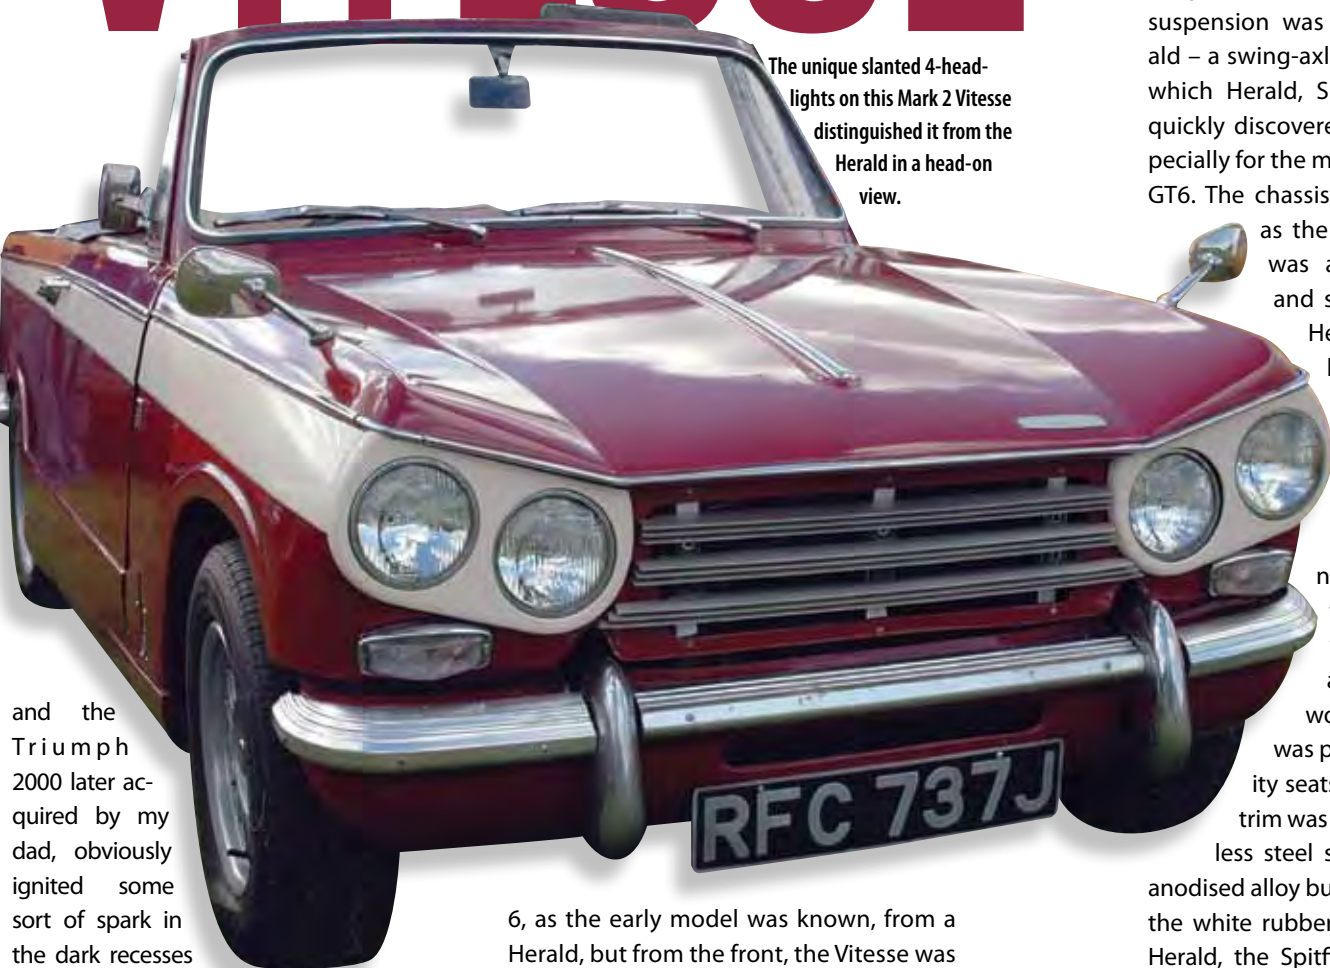 VITESSE
The unique slanted 4-head-
lights on this Mark 2 Vitesse
distinguished it from the
Herald in a head-on
view.
RFC 737J
and the
Triumph
2000 later ac-
quired by my
dad, obviously
ignited some
sort of spark in
the dark recesses
6, as the early model was known, from a
Herald, but from the front, the Vitesse was
suspension was
ald – a swing-axl
which Herald, S
quickly discovere
pecially for the m
GT6. The chassis
as the
was a
and s
He
n
a
wo
was p
ity seats
trim was
less steel s
anodised alloy bu
the white rubber
Herald, the Spitf